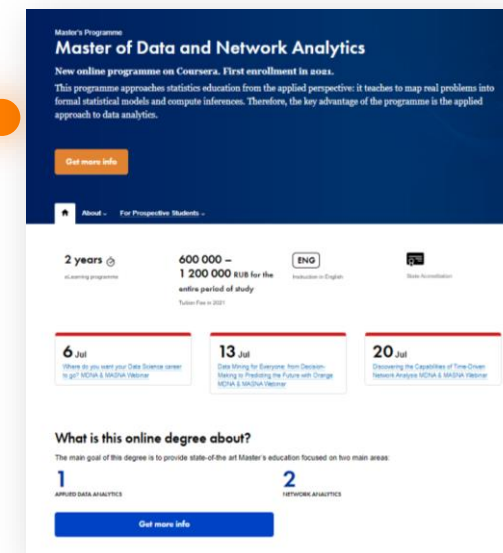 Master's Programme
Master of Data and Network Analytics
New online programme on Coursera. First enrollment in 2021.
This programme approaches statistics education from the applied perspective: it teaches to map real problems into
formal statistical models and compute inferences. Therefore, the key advantage of the programme is the applied
approach to data analytics.
Get more info
About
For Prospective Students
2 years
eLearning programme
600 000 –
1 200 000 RUB for the
entire period of study
Tuition Fee in 2021
ENG
Instruction in English
State Accreditation
6 Jul
Where do you want your Data Science career
to go? MDNA & MASNA Webinar
13 Jul
Data Mining for Everyone: from Decision-
Making to Predicting the Future with Orange
MDNA & MASNA Webinar
20 Jul
Discovering the Capabilities of Time-Driven
Network Analysis MDNA & MASNA Webinar
What is this online degree about?
The main goal of this degree is to provide state-of-the art Master's education focused on two main areas:
1
APPLIED DATA ANALYTICS
2
NETWORK ANALYTICS
Get more info